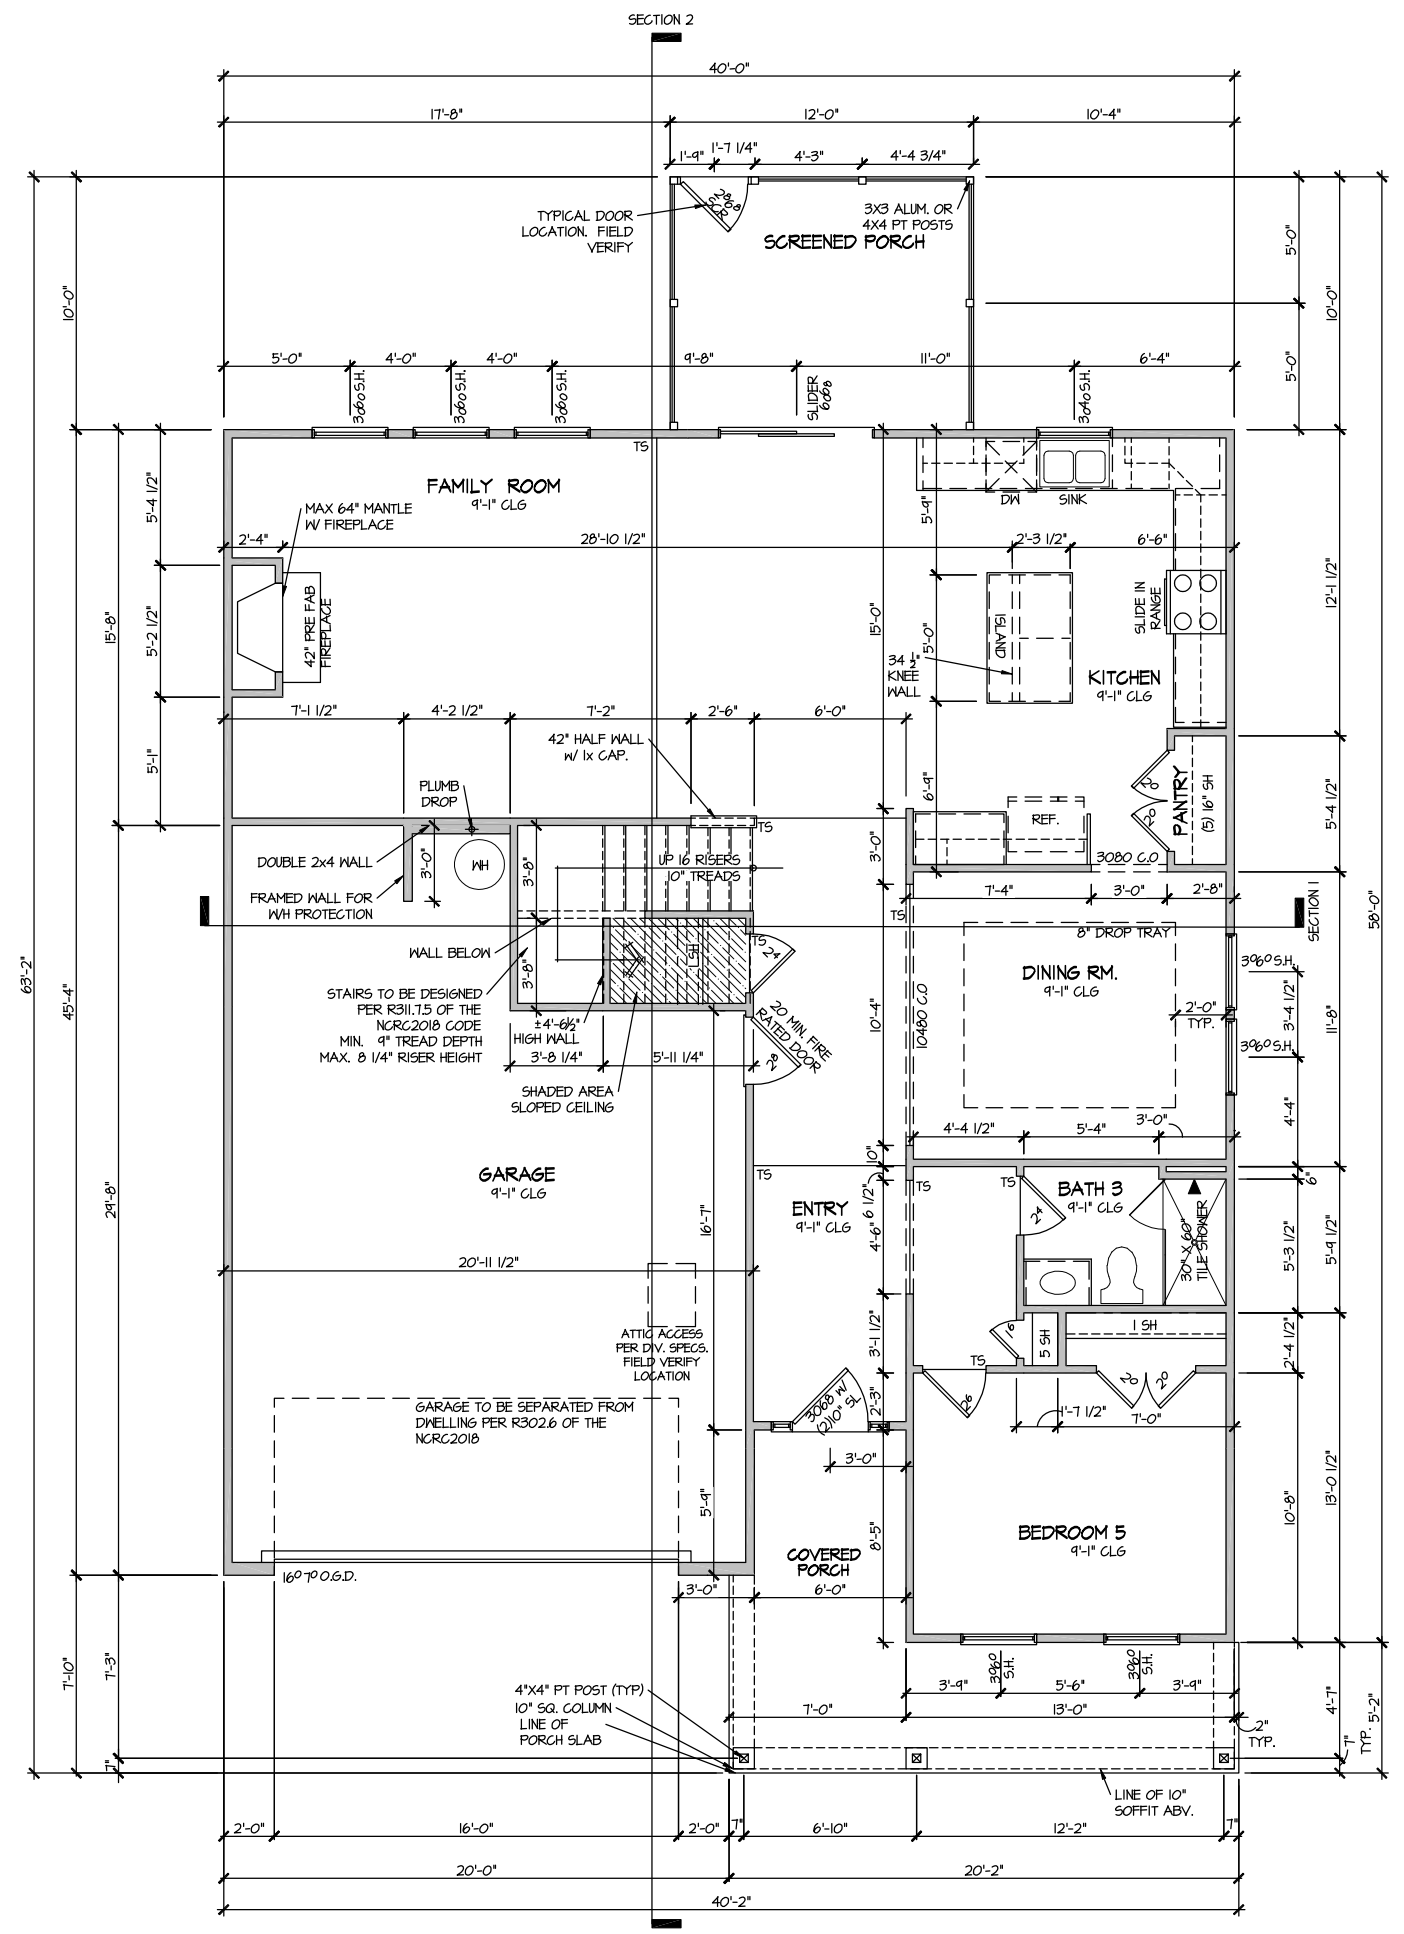 SECTION 2
40'-0"
17'-8"
12'-0"
10'-4"
1'-9"
1'-7 1/4"
4'-3"
4'-4 3/4"
2868
SCR
TYPICAL DOOR
LOCATION. FIELD
VERIFY
3X3 ALUM. OR
4X4 PT POSTS
SCREENED PORCH
10'-0"
5'-0"
5'-0"
10'-0"
5'-0"
4'-0"
4'-0"
9'-8"
11'-0"
6'-4"
3060 S.H.
3060 S.H.
3060 S.H.
SLIDER
6068
3040 S.H.
TS
FAMILY ROOM
9'-1" CLG
MAX 64" MANTLE
W/ FIREPLACE
DW
SINK
5'-4 1/2"
5'-9"
2'-4"
28'-10 1/2"
2'-3 1/2"
6'-6"
12'-1 1/2"
15'-8"
5'-2 1/2"
42" PRE FAB
FIREPLACE
15'-0"
5'-0"
ISLAND
SLIDE IN
RANGE
34 1/2"
KNEE
WALL
KITCHEN
9'-1" CLG
7'-1 1/2"
4'-2 1/2"
7'-2"
2'-6"
6'-0"
5'-1"
42" HALF WALL
W/ 1x CAP.
6'-9"
PLUMB
DROP
TS
REF.
20
20
PANTRY
(5) 16" SH
5'-4 1/2"
DOUBLE 2x4 WALL
3'-0"
WH
3'-8"
UP 16 RISERS
10" TREADS
3'-0"
3080 C.O
FRAMED WALL FOR
WH PROTECTION
7'-4"
3'-0"
2'-8"
TS
SECTION 1
58'-0"
WALL BELOW
TS
1 SH
24
8" DROP TRAY
3'-8"
63'-2"
45'-4"
DINING RM.
9'-1" CLG
3060 S.H.
STAIRS TO BE DESIGNED
PER R311.7.5 OF THE
NCRC2018 CODE
MIN. 9" TREAD DEPTH
MAX. 8 1/4" RISER HEIGHT
±4'-6 1/2"
HIGH WALL
20 MIN. FIRE
RATED DOOR
28
10'-4"
10480 C.O
2'-0"
TYP.
3'-4 1/2"
11'-8"
3060 S.H.
3'-8 1/4"
5'-11 1/4"
SHADED AREA
SLOPED CEILING
4'-4"
4'-4 1/2"
5'-4"
3'-0"
10"
GARAGE
9'-1" CLG
TS
TS
TS
29'-8"
16'-7"
ENTRY
9'-1" CLG
6 1/2"
4'-6"
BATH 3
9'-1" CLG
24
30" X 60"
TILE SHOWER
6"
5'-3 1/2"
5'-9 1/2"
20'-11 1/2"
ATTIC ACCESS
PER DIV. SPECS.
FIELD VERIFY
LOCATION
3'-1 1/2"
16
5 SH
1 SH
TS
2'-4 1/2"
GARAGE TO BE SEPARATED FROM
DWELLING PER R302.6 OF THE
NCRC2018
3068 W/
(2)10" SL
2'-3"
26
20
20
1'-7 1/2"
7'-0"
3'-0"
5'-9"
8'-5"
10'-8"
13'-0 1/2"
BEDROOM 5
9'-1" CLG
COVERED
PORCH
16070 O.G.D.
3'-0"
6'-0"
7'-10"
7'-3"
3060
S.H.
3060
S.H.
4"X4" PT POST (TYP)
10" SQ. COLUMN
LINE OF
PORCH SLAB
3'-9"
5'-6"
3'-9"
7'-0"
13'-0"
2"
TYP.
4'-7"
5'-2"
7"
TYP.
7"
LINE OF 10"
SOFFIT ABV.
2'-0"
16'-0"
2'-0"
7"
6'-10"
12'-2"
7"
20'-0"
20'-2"
40'-2"